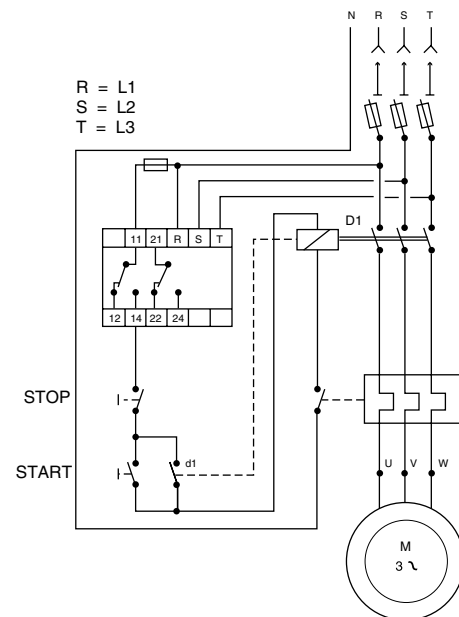 N R S T
R = L1
S = L2
T = L3
D1
11 21 R S T
12 14 22 24
STOP
START
d1
U V W
M
3 ~